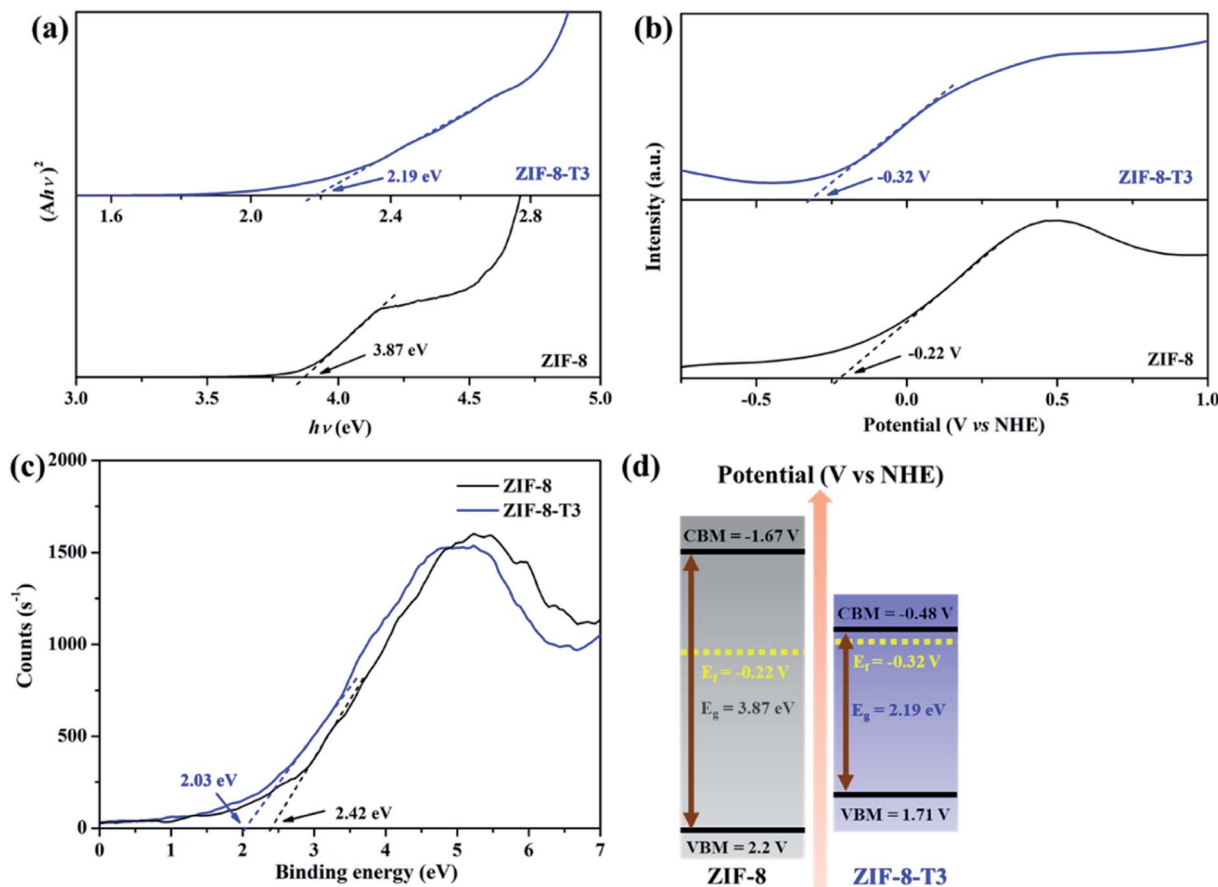 (a)
(Ahν)²
2.19 eV
ZIF-8-T3
1.6 2.0 2.4 2.8
3.87 eV
ZIF-8
3.0 3.5 4.0 4.5 5.0
hν (eV)
(b)
Intensity (a.u.)
-0.32 V
ZIF-8-T3
-0.22 V
ZIF-8
-0.5 0.0 0.5 1.0
Potential (V vs NHE)
(c)
Counts (s⁻¹)
2000
1500
1000
500
0
ZIF-8
ZIF-8-T3
2.03 eV
2.42 eV
0 1 2 3 4 5 6 7
Binding energy (eV)
(d)
Potential (V vs NHE)
CBM = -1.67 V
E_f = -0.22 V
E_g = 3.87 eV
VBM = 2.2 V
ZIF-8
CBM = -0.48 V
E_f = -0.32 V
E_g = 2.19 eV
VBM = 1.71 V
ZIF-8-T3